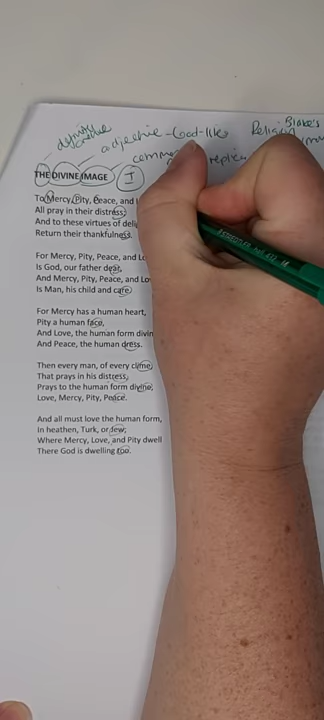 definite
adjective - God-like Religion Blake's
common
THE DIVINE IMAGE I
To Mercy, Pity, Peace, and
All pray in their distress;
And to these virtues of
Return their thankfulness.
For Mercy, Pity, Peace, and
Is God, our father dear,
And Mercy, Pity, Peace, and
Is Man, his child and care.
For Mercy has a human heart,
Pity a human face,
And Love, the human form
And Peace, the human dress.
Then every man, of every clime,
That prays in his distress,
Prays to the human form divine,
Love, Mercy, Pity, Peace.
And all must love the human form,
In heathen, Turk, or Jew;
Where Mercy, Love, and Pity dwell
There God is dwelling too.